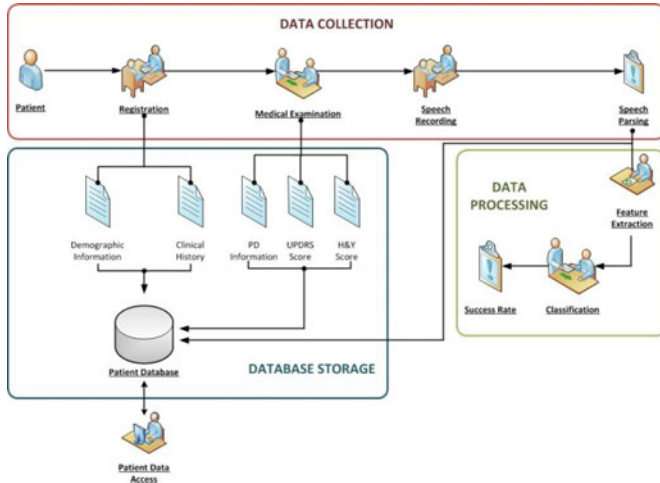 DATA COLLECTION
Patient
Registration
Medical Examination
Speech
Recording
Speech
Parsing
Demographic
Information
Clinical
History
PD
Information
UPDRS
Score
H&Y
Score
DATA
PROCESSING
Feature
Extraction
Success Rate
Classification
Patient Database
DATABASE STORAGE
Patient Data
Access